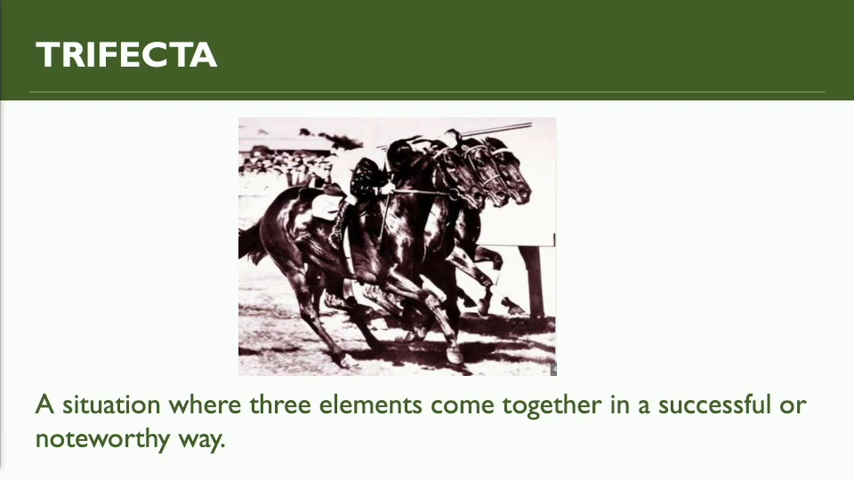 TRIFECTA
A situation where three elements come together in a successful or
noteworthy way.